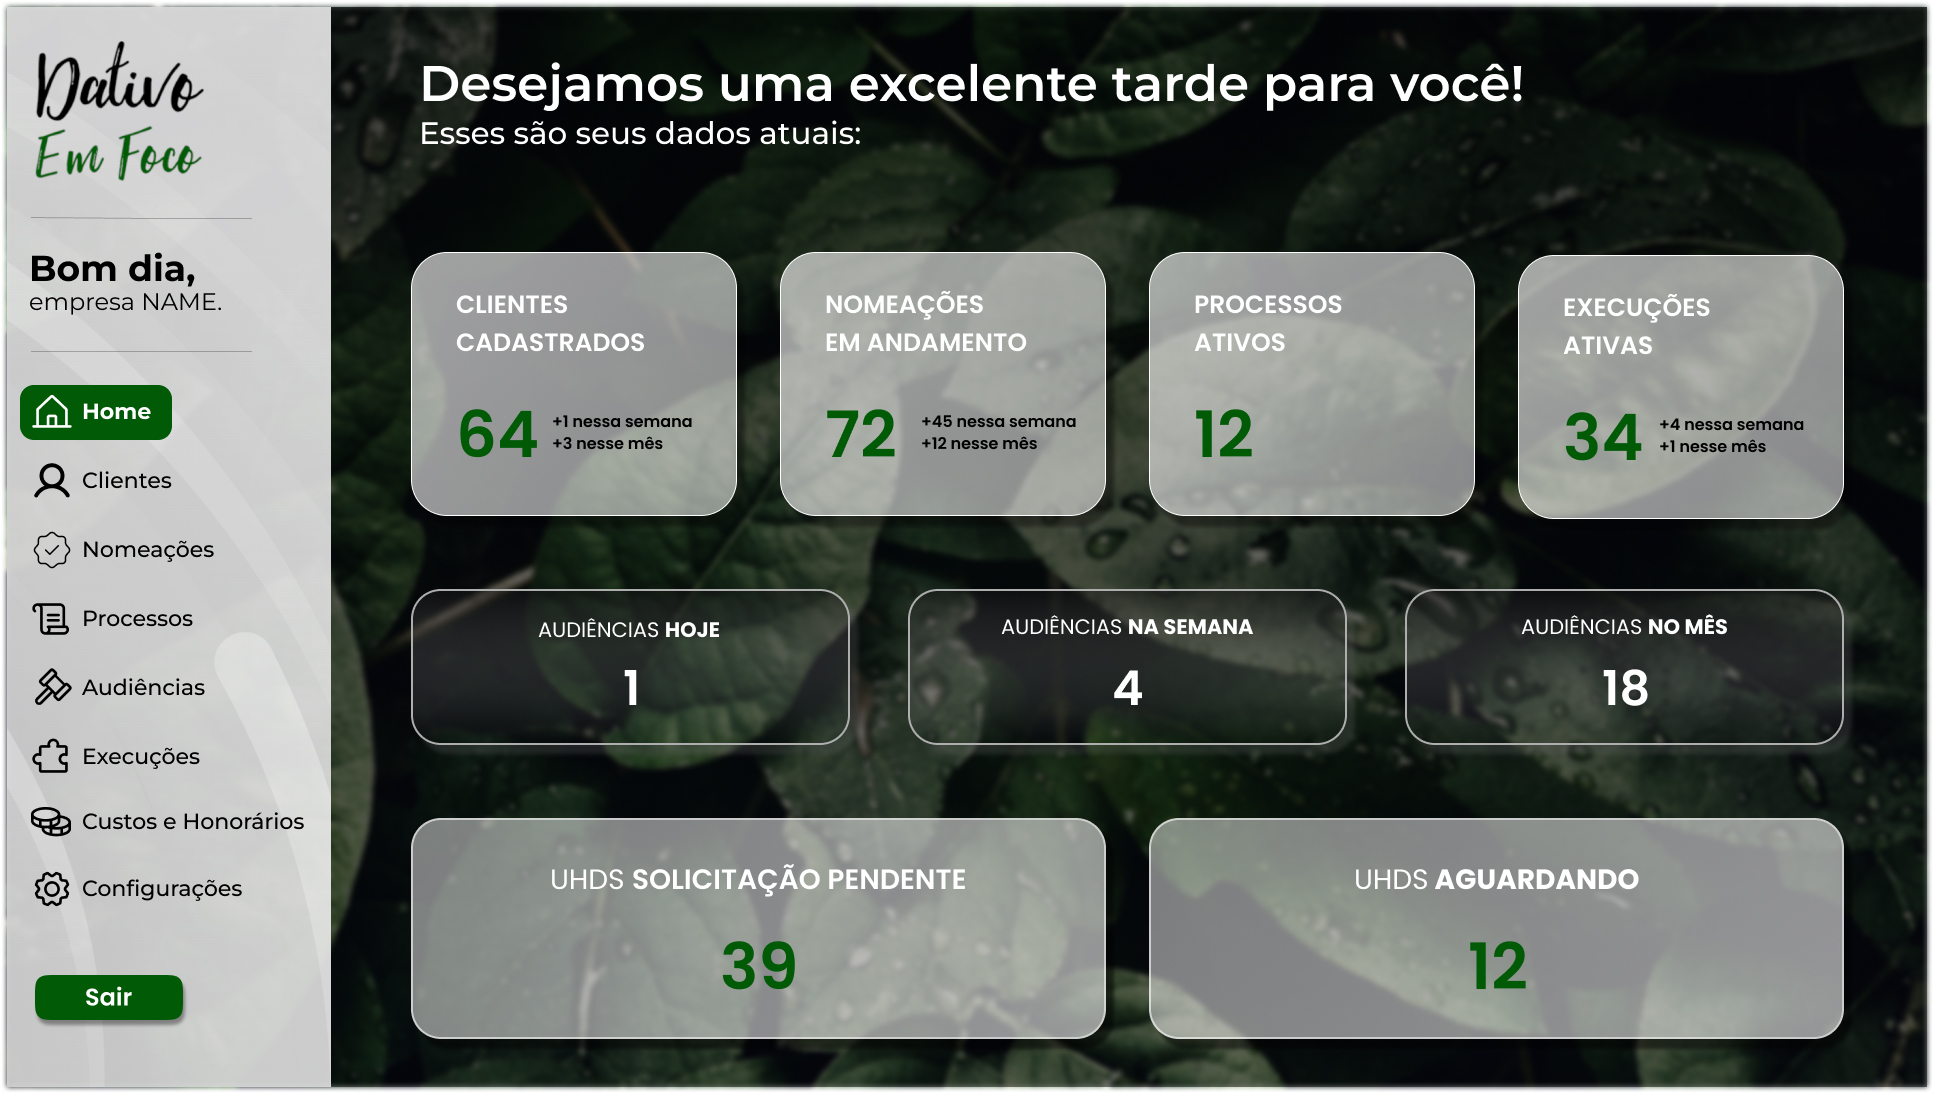 Dativo
Em Foco
Bom dia,
empresa NAME.
Home
Clientes
Nomeações
Processos
Audiências
Execuções
Custos e Honorários
Configurações
Sair
Desejamos uma excelente tarde para você!
Esses são seus dados atuais:
CLIENTES
CADASTRADOS
64
+1 nessa semana
+3 nesse mês
NOMEAÇÕES
EM ANDAMENTO
72
+45 nessa semana
+12 nesse mês
PROCESSOS
ATIVOS
12
EXECUÇÕES
ATIVAS
34
+4 nessa semana
+1 nesse mês
AUDIÊNCIAS HOJE
1
AUDIÊNCIAS NA SEMANA
4
AUDIÊNCIAS NO MÊS
18
UHDS SOLICITAÇÃO PENDENTE
39
UHDS AGUARDANDO
12